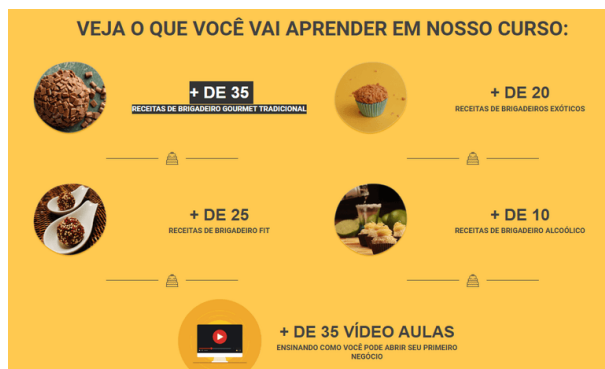 VEJA O QUE VOCÊ VAI APRENDER EM NOSSO CURSO:
+ DE 35
RECEITAS DE BRIGADEIRO GOURMET TRADICIONAL
+ DE 20
RECEITAS DE BRIGADEIROS EXÓTICOS
+ DE 25
RECEITAS DE BRIGADEIRO FIT
+ DE 10
RECEITAS DE BRIGADEIRO ALCOÓLICO
+ DE 35 VÍDEO AULAS
ENSINANDO COMO VOCÊ PODE ABRIR SEU PRIMEIRO
NEGÓCIO